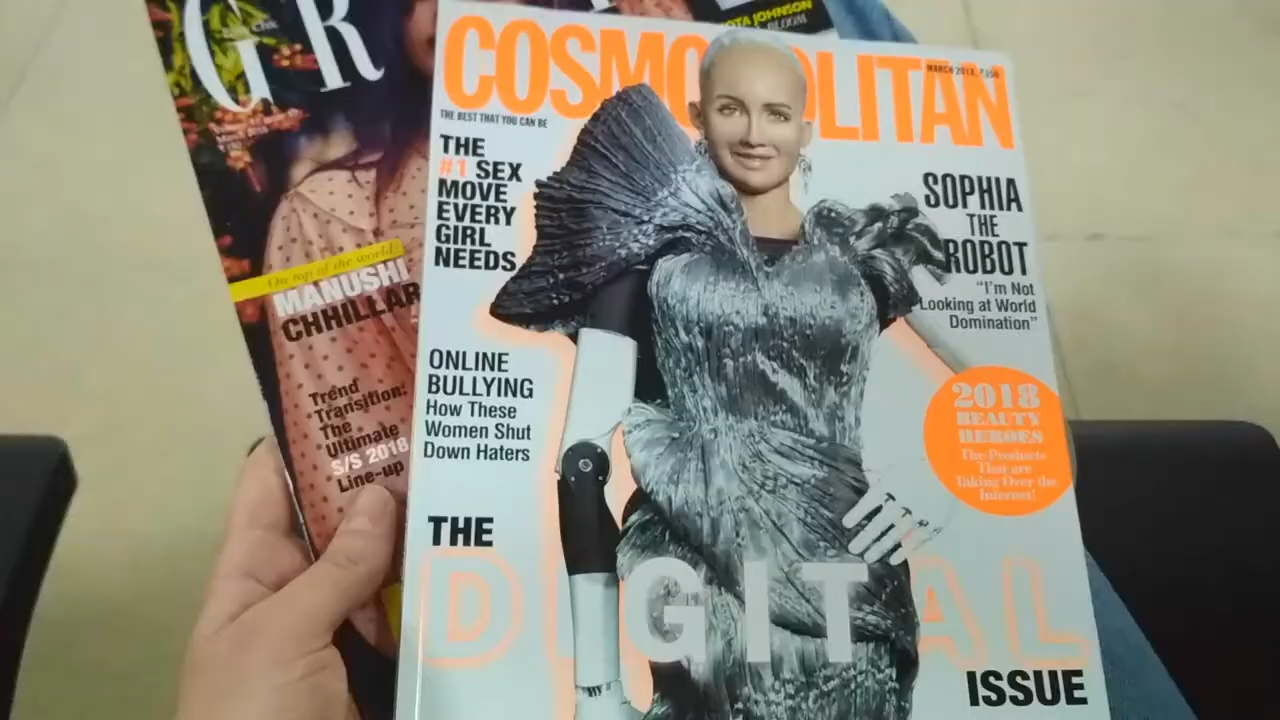 GR
OTA JOHNSON
BLOOM
On top of the world
MANUSHI
CHHILLAR
Trend
Transition:
The
Ultimate
S/S 2018
Line-up
COSMOPOLITAN
THE BEST THAT YOU CAN BE
THE
#1 SEX
MOVE
EVERY
GIRL
NEEDS
ONLINE
BULLYING
How These
Women Shut
Down Haters
SOPHIA
THE
ROBOT
"I'm Not
Looking at World
Domination"
2018
BEAUTY
HEROES
The Products
That are
Taking Over the
Internet!
THE
DIGITAL
ISSUE